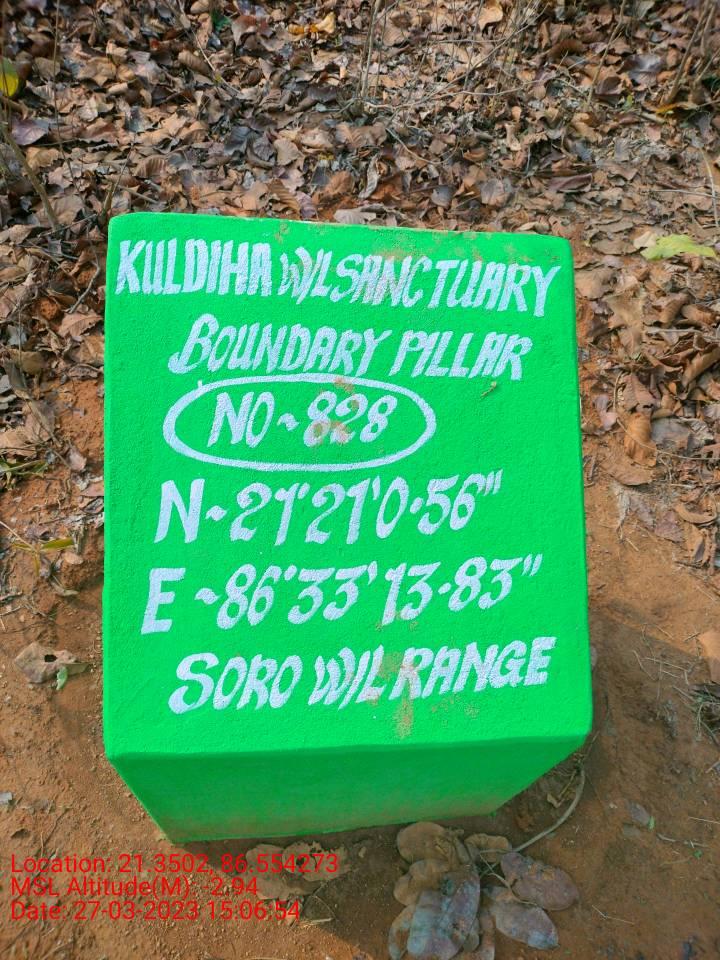 KULDIHA W/L SANCTUARY
BOUNDARY PILLAR
NO~828
N~21°21'0.56"
E~86°33'13.83"
SORO W/L RANGE
Location: 21.3502, 86.554273
MSL Altitude(M): -2.94
Date: 27-03-2023 15:06:54